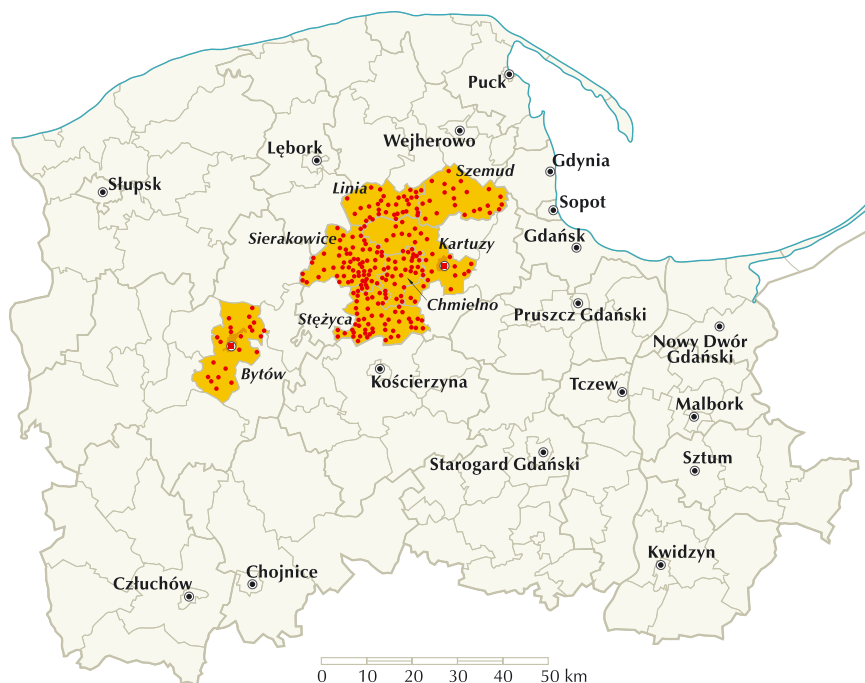 Puck
Wejherowo
Lębork
Gdynia
Szemud
Linia
Słupsk
Sopot
Sierakowice
Kartuzy
Gdańsk
Chmielno
Stężyca
Pruszcz Gdański
Nowy Dwór
Gdański
Bytów
Kościerzyna
Tczew
Malbork
Starogard Gdański
Sztum
Kwidzyn
Chojnice
Człuchów
0 10 20 30 40 50 km